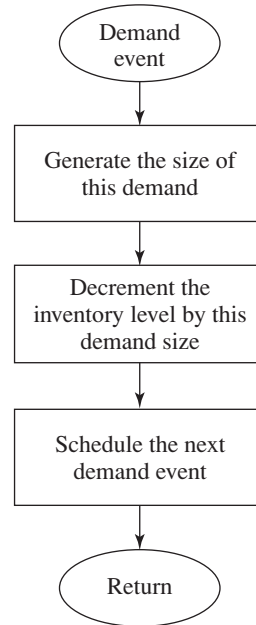 Demand
event
Generate the size of
this demand
Decrement the
inventory level by this
demand size
Schedule the next
demand event
Return